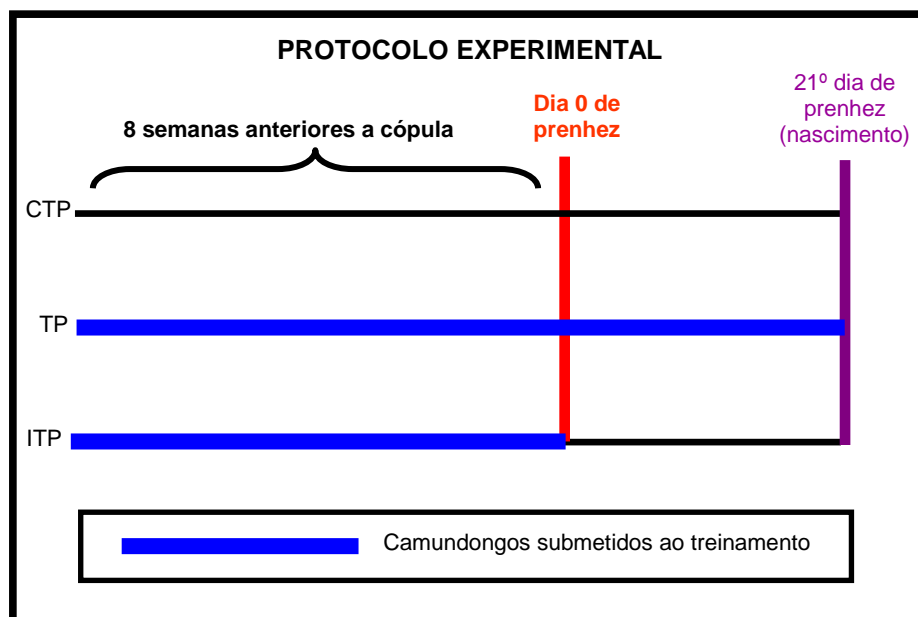 PROTOCOLO EXPERIMENTAL
8 semanas anteriores a cópula
Dia 0 de
prenhez
21º dia de
prenhez
(nascimento)
CTP
TP
ITP
Camundongos submetidos ao treinamento